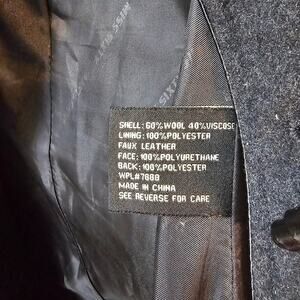 SHELL: 60% WOOL 40% VISCOSE
LINING: 100% POLYESTER
FAUX LEATHER
FACE: 100% POLYURETHANE
BACK: 100% POLYESTER
WPL#7888
MADE IN CHINA
SEE REVERSE FOR CARE